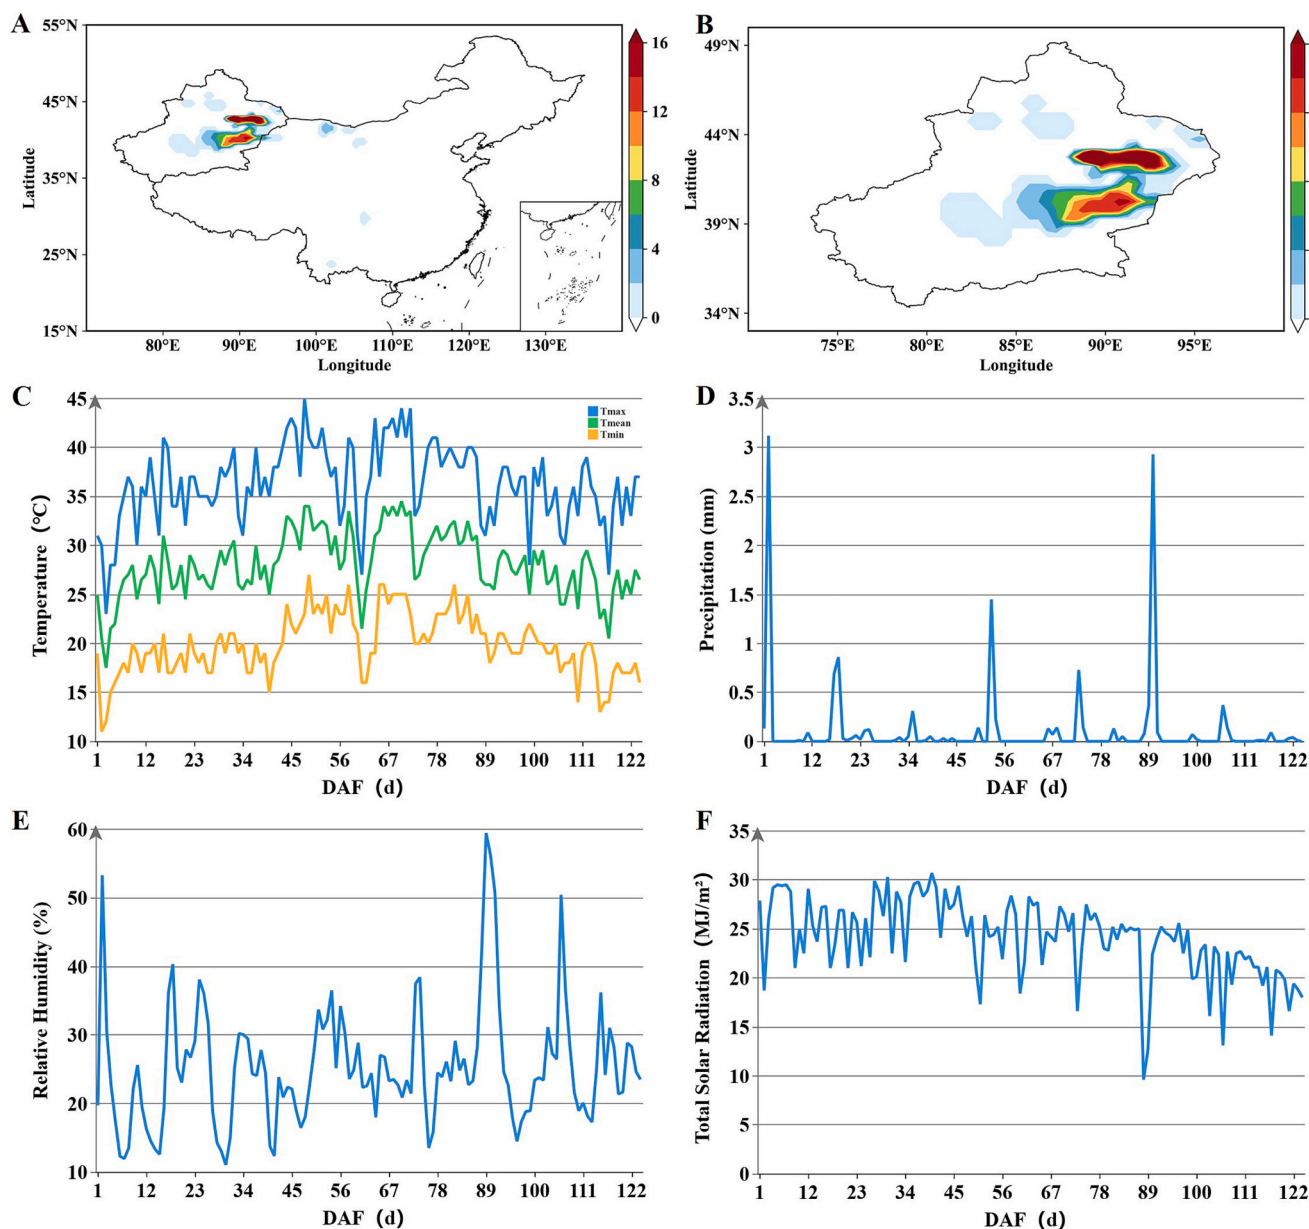 A
55°N
45°N
35°N
25°N
15°N
Latitude
80°E 90°E 100°E 110°E 120°E 130°E
Longitude
16
12
8
4
0
B
49°N
44°N
39°N
34°N
Latitude
75°E 80°E 85°E 90°E 95°E
Longitude
C
45
40
35
30
25
20
15
10
Temperature (°C)
Tmax
Tmean
Tmin
1 12 23 34 45 56 67 78 89 100 111 122
DAF (d)
D
3.5
3
2.5
2
1.5
1
0.5
0
Precipitation (mm)
1 12 23 34 45 56 67 78 89 100 111 122
DAF (d)
E
60
50
40
30
20
10
Relative Humidity (%)
1 12 23 34 45 56 67 78 89 100 111 122
DAF (d)
F
35
30
25
20
15
10
5
0
Total Solar Radiation (MJ/m²)
1 12 23 34 45 56 67 78 89 100 111 122
DAF (d)